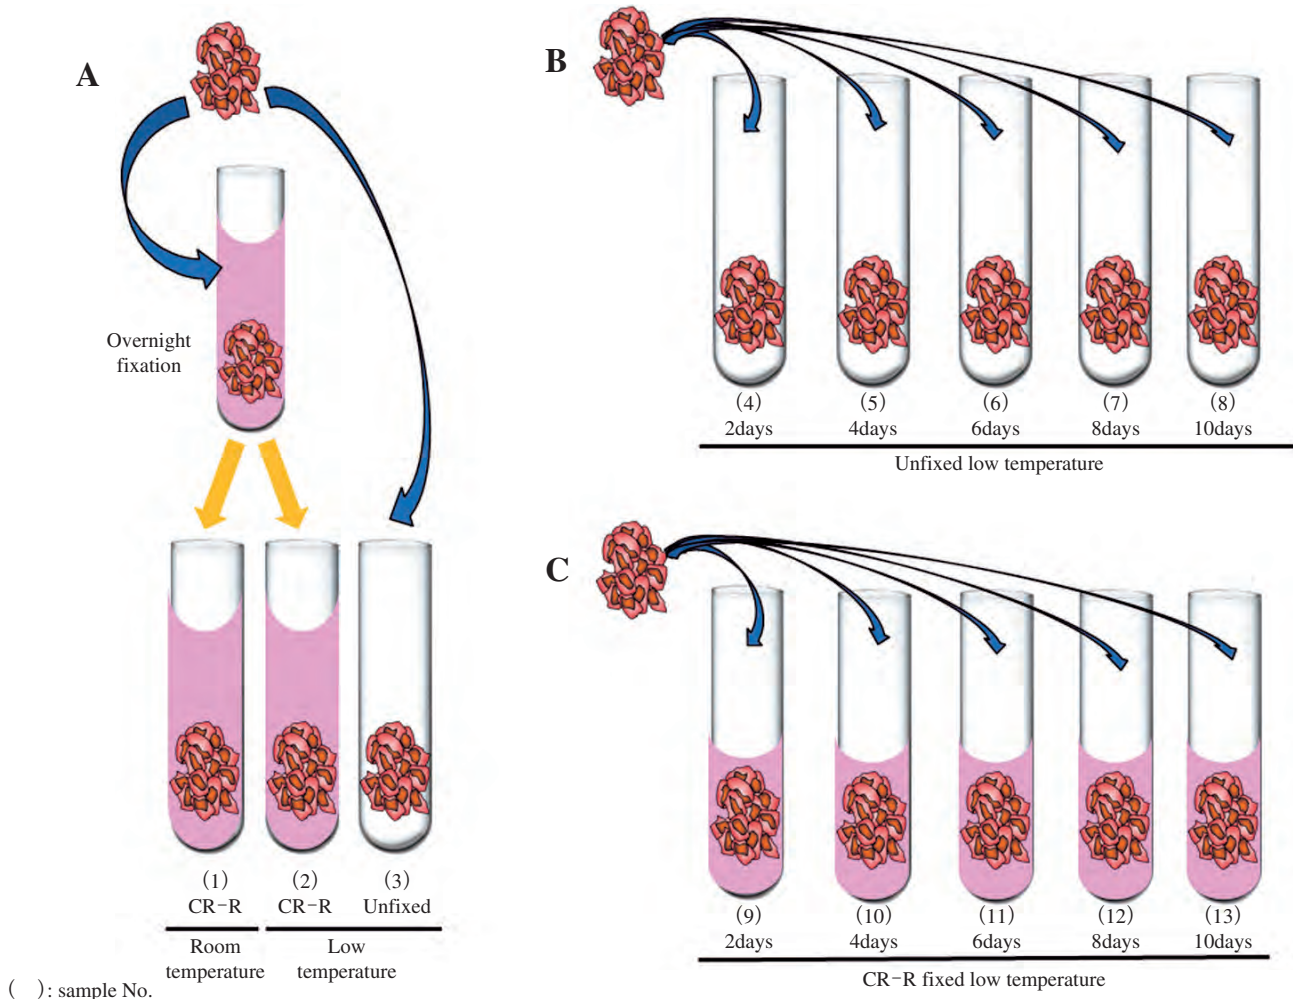 A
Overnight
fixation
(1)
CR-R
(2)
CR-R
(3)
Unfixed
Room
temperature
Low
temperature
( ): sample No.
B
(4)
2days
(5)
4days
(6)
6days
(7)
8days
(8)
10days
Unfixed low temperature
C
(9)
2days
(10)
4days
(11)
6days
(12)
8days
(13)
10days
CR-R fixed low temperature